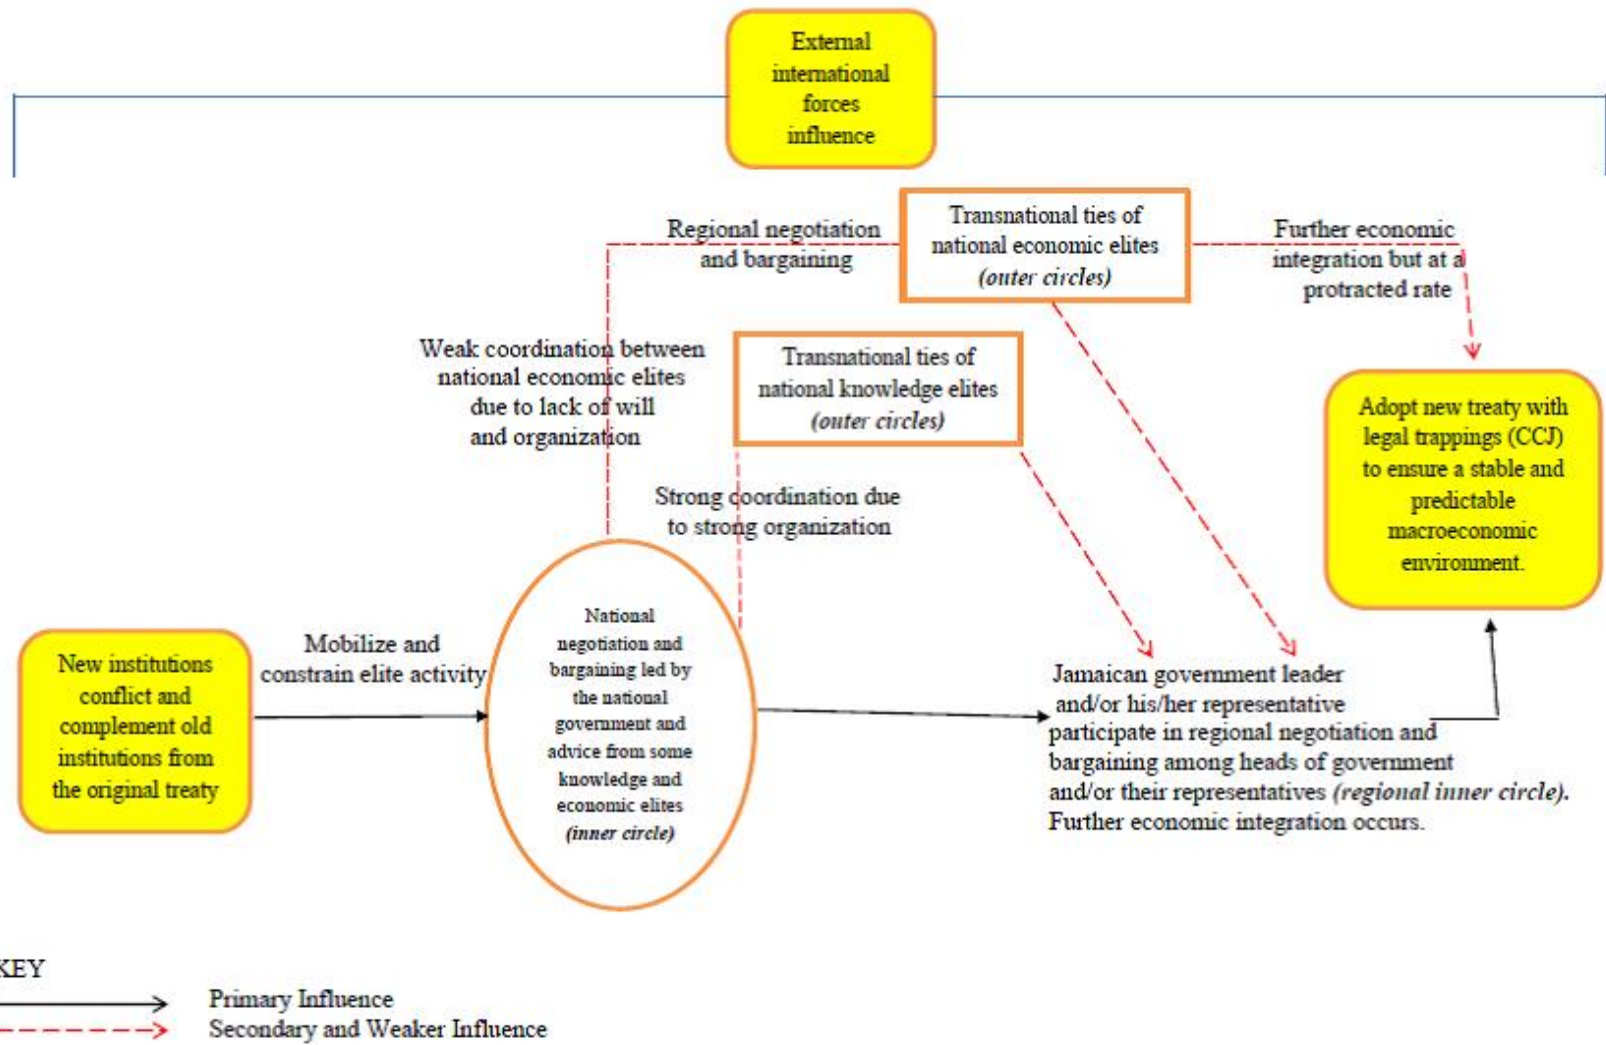 External
international
forces
influence
Regional negotiation
and bargaining
Transnational ties of
national economic elites
(outer circles)
Further economic
integration but at a
protracted rate
Weak coordination between
national economic elites
due to lack of will
and organization
Transnational ties of
national knowledge elites
(outer circles)
Strong coordination due
to strong organization
Adopt new treaty with
legal trappings (CCJ)
to ensure a stable and
predictable
macroeconomic
environment.
New institutions
conflict and
complement old
institutions from
the original treaty
Mobilize and
constrain elite activity
National
negotiation and
bargaining led by
the national
government and
advice from some
knowledge and
economic elites
(inner circle)
Jamaican government leader
and/or his/her representative
participate in regional negotiation and
bargaining among heads of government
and/or their representatives (regional inner circle).
Further economic integration occurs.
KEY
Primary Influence
Secondary and Weaker Influence